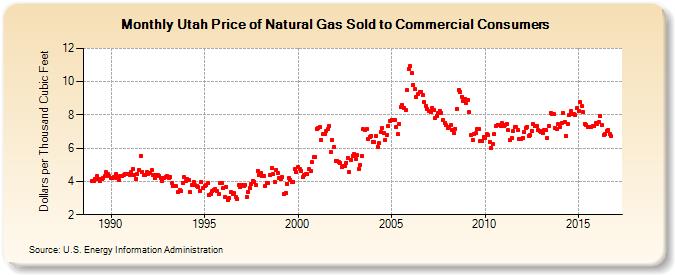 Monthly Utah Price of Natural Gas Sold to Commercial Consumers
Dollars per Thousand Cubic Feet
12
10
8
6
4
2
1990 1995 2000 2005 2010 2015
Source: U.S. Energy Information Administration